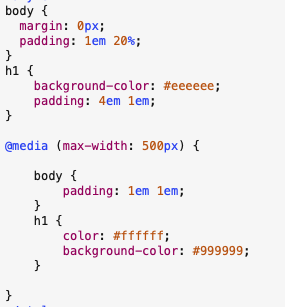 body {
  margin: 0px;
  padding: 1em 20%;
}
h1 {
    background-color: #eeeeee;
    padding: 4em 1em;
}

@media (max-width: 500px) {

    body {
        padding: 1em 1em;
    }
    h1 {
        color: #ffffff;
        background-color: #999999;
    }

}